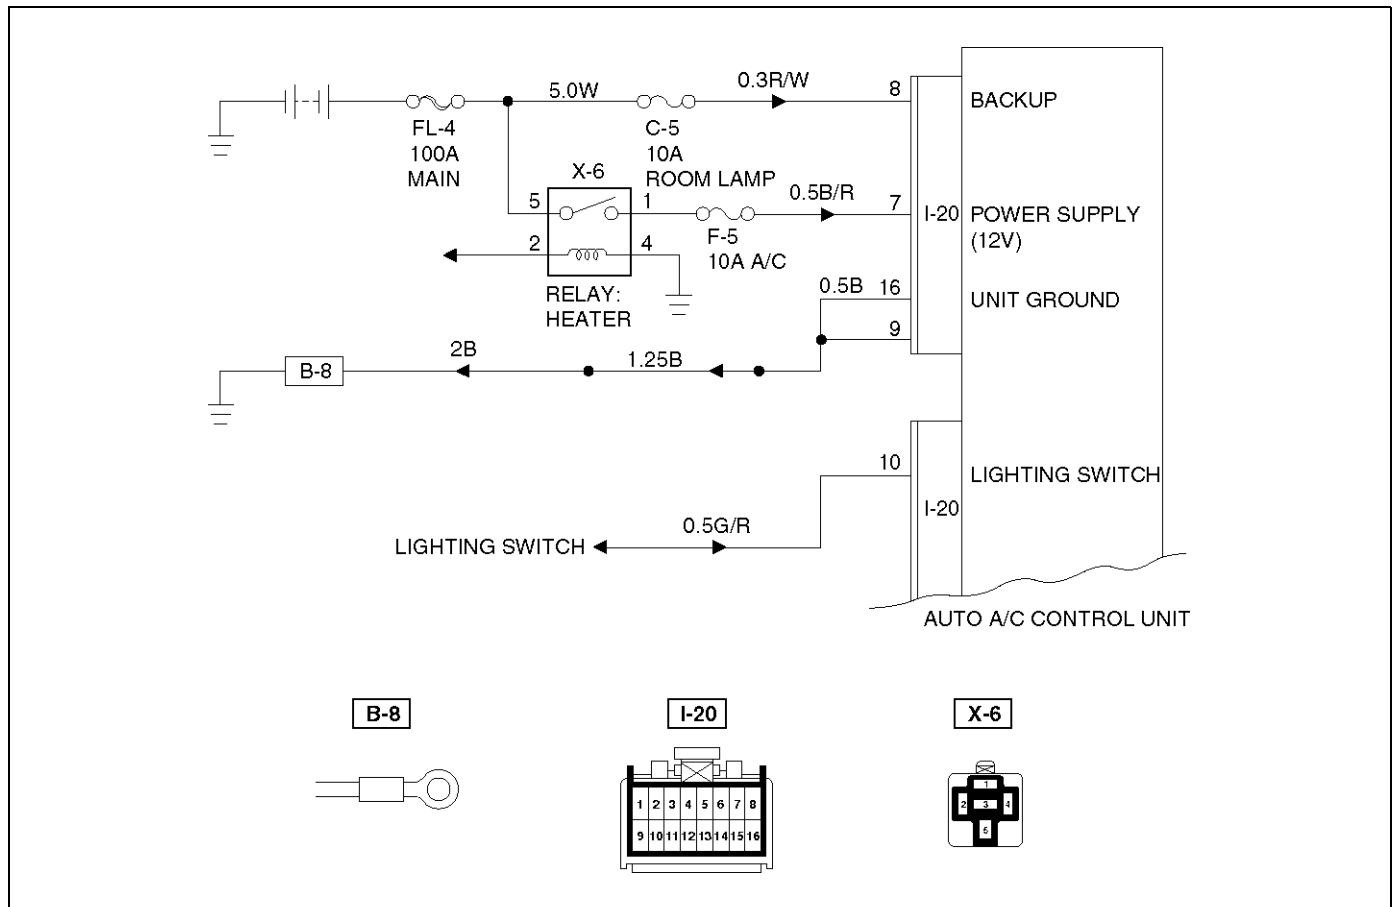 5.0W
0.3R/W
8
BACKUP
FL-4
100A
MAIN
C-5
10A
ROOM LAMP
X-6
5
1
0.5B/R
7
I-20
POWER SUPPLY
(12V)
2
4
F-5
10A A/C
RELAY:
HEATER
0.5B
16
UNIT GROUND
9
B-8
2B
1.25B
10
LIGHTING SWITCH
I-20
LIGHTING SWITCH
0.5G/R
AUTO A/C CONTROL UNIT
B-8
I-20
X-6
1 2 3 4 5 6 7 8
9 10 11 12 13 14 15 16
1
2 3 4
5